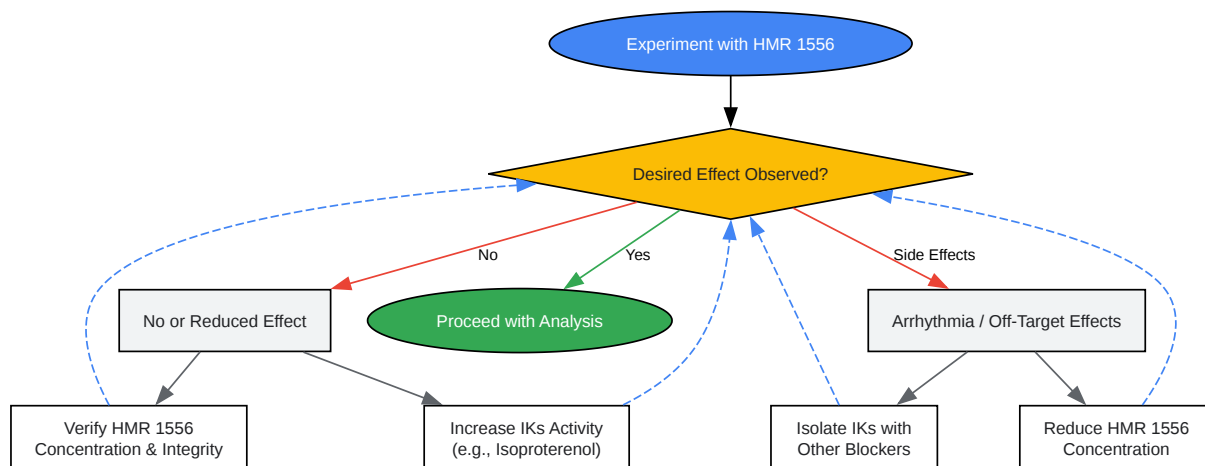 Experiment with HMR 1556
Desired Effect Observed?
No
Yes
Side Effects
No or Reduced Effect
Proceed with Analysis
Arrhythmia / Off-Target Effects
Verify HMR 1556
Concentration & Integrity
Increase IKs Activity
(e.g., Isoproterenol)
Isolate IKs with
Other Blockers
Reduce HMR 1556
Concentration